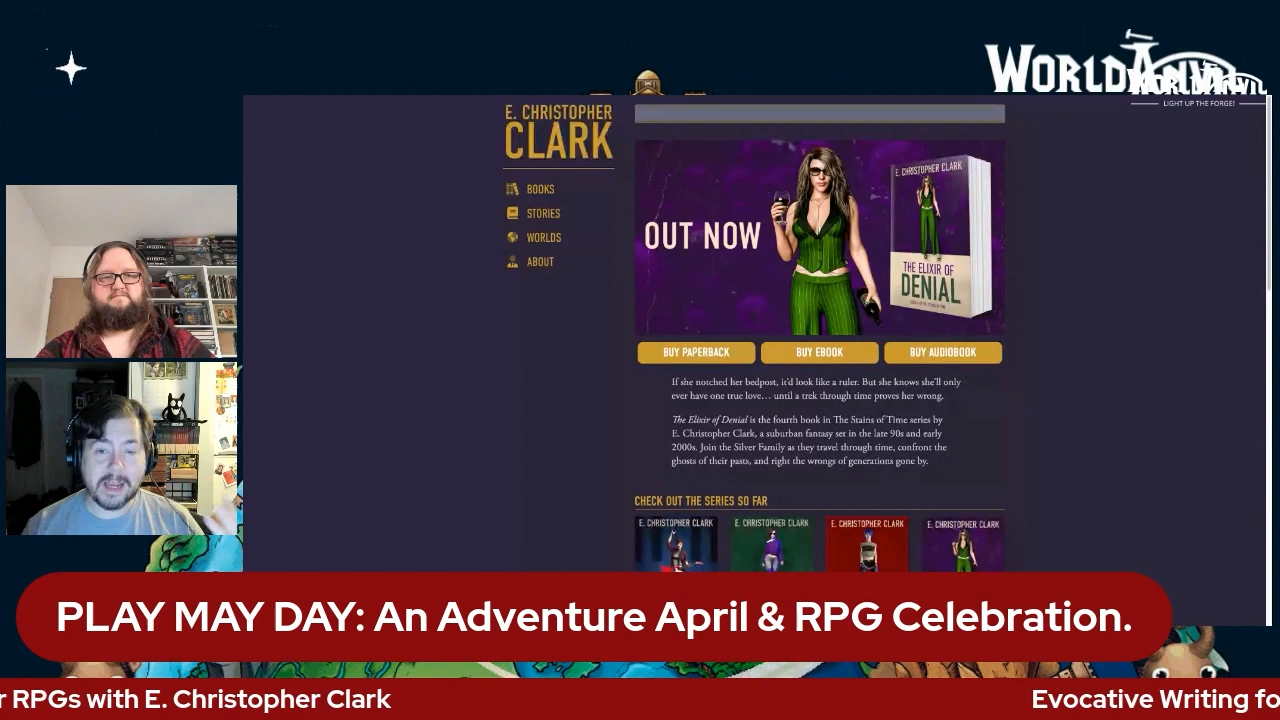 WORLDANVIL
WORLDANVIL
LIGHT UP THE FORGE!
E. CHRISTOPHER
CLARK
BOOKS
STORIES
WORLDS
ABOUT
OUT NOW
E. CHRISTOPHER CLARK
THE ELIXIR OF
DENIAL
BUY PAPERBACK
BUY EBOOK
BUY AUDIOBOOK
If she notched her bedpost, it'd look like a ruler. But she knows she'll only
ever have one true love… until a trek through time proves her wrong.
The Elixir of Denial is the fourth book in The Stains of Time series by
E. Christopher Clark, a suburban fantasy set in the late 90s and early
2000s. Join the Silver Family as they travel through time, confront the
ghosts of their pasts, and right the wrongs of generations gone by.
CHECK OUT THE SERIES SO FAR
E. CHRISTOPHER CLARK
E. CHRISTOPHER CLARK
E. CHRISTOPHER CLARK
E. CHRISTOPHER CLARK
PLAY MAY DAY: An Adventure April & RPG Celebration.
r RPGs with E. Christopher Clark
Evocative Writing fo